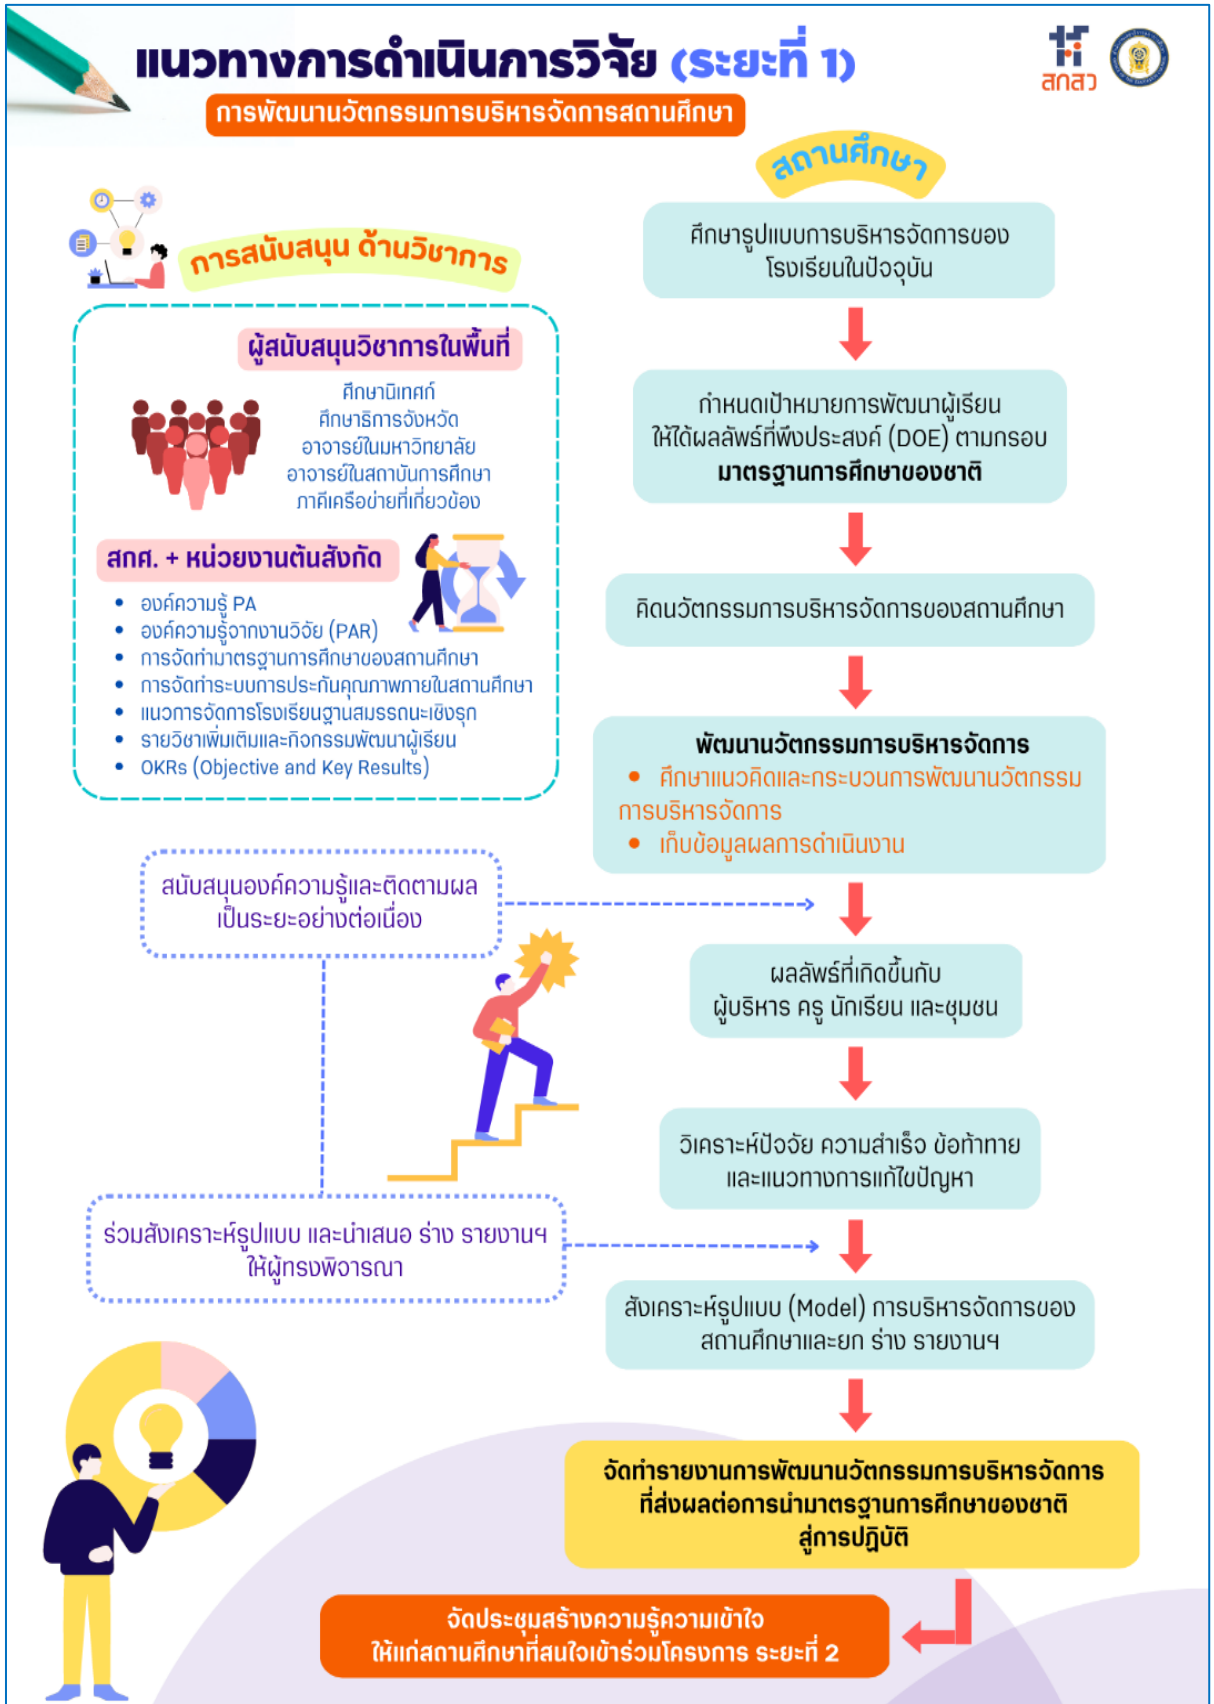 แนวทางการดำเนินการวิจัย (ระยะที่ 1)
การพัฒนานวัตกรรมการบริหารจัดการสถานศึกษา
สกสว
สถานศึกษา
ศึกษารูปแบบการบริหารจัดการของ
โรงเรียนในปัจจุบัน
กำหนดเป้าหมายการพัฒนาผู้เรียน
ให้ได้ผลลัพธ์ที่พึงประสงค์ (DOE) ตามกรอบ
มาตรฐานการศึกษาของชาติ
คิดนวัตกรรมการบริหารจัดการของสถานศึกษา
พัฒนานวัตกรรมการบริหารจัดการ
• ศึกษาแนวคิดและกระบวนการพัฒนานวัตกรรม
การบริหารจัดการ
• เก็บข้อมูลผลการดำเนินงาน
ผลลัพธ์ที่เกิดขึ้นกับ
ผู้บริหาร ครู นักเรียน และชุมชน
วิเคราะห์ปัจจัย ความสำเร็จ ข้อท้าทาย
และแนวทางการแก้ไขปัญหา
สังเคราะห์รูปแบบ (Model) การบริหารจัดการของ
สถานศึกษาและยก ร่าง รายงานฯ
จัดทำรายงานการพัฒนานวัตกรรมการบริหารจัดการ
ที่ส่งผลต่อการนำมาตรฐานการศึกษาของชาติ
สู่การปฏิบัติ
จัดประชุมสร้างความรู้ความเข้าใจ
ให้แก่สถานศึกษาที่สนใจเข้าร่วมโครงการ ระยะที่ 2
การสนับสนุน ด้านวิชาการ
ผู้สนับสนุนวิชาการในพื้นที่
ศึกษานิเทศก์
ศึกษาธิการจังหวัด
อาจารย์ในมหาวิทยาลัย
อาจารย์ในสถาบันการศึกษา
ภาคีเครือข่ายที่เกี่ยวข้อง
สกศ. + หน่วยงานต้นสังกัด
• องค์ความรู้ PA
• องค์ความรู้จากงานวิจัย (PAR)
• การจัดทำมาตรฐานการศึกษาของสถานศึกษา
• การจัดทำระบบการประกันคุณภาพภายในสถานศึกษา
• แนวการจัดการโรงเรียนฐานสมรรถนะเชิงรุก
• รายวิชาเพิ่มเติมและกิจกรรมพัฒนาผู้เรียน
• OKRs (Objective and Key Results)
สนับสนุนองค์ความรู้และติดตามผล
เป็นระยะอย่างต่อเนื่อง
ร่วมสังเคราะห์รูปแบบ และนำเสนอ ร่าง รายงานฯ
ให้ผู้ทรงพิจารณา